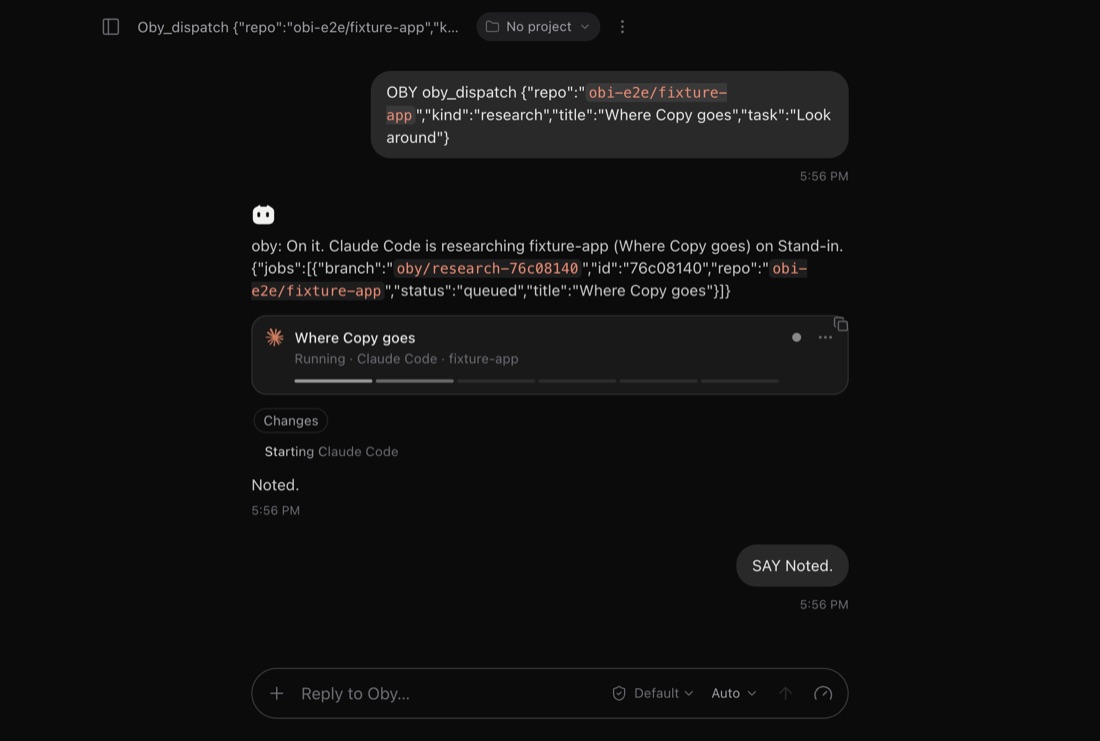 Oby_dispatch {"repo":"obi-e2e/fixture-app","k...
No project
OBY oby_dispatch {"repo":"obi-e2e/fixture-
app","kind":"research","title":"Where Copy goes","task":"Look
around"}
5:56 PM
oby: On it. Claude Code is researching fixture-app (Where Copy goes) on Stand-in.
{"jobs":[{"branch":"oby/research-76c08140","id":"76c08140","repo":"obi-
e2e/fixture-app","status":"queued","title":"Where Copy goes"}]}
Where Copy goes
Running · Claude Code · fixture-app
Changes
Starting Claude Code
Noted.
5:56 PM
SAY Noted.
5:56 PM
Reply to Oby...
Default
Auto